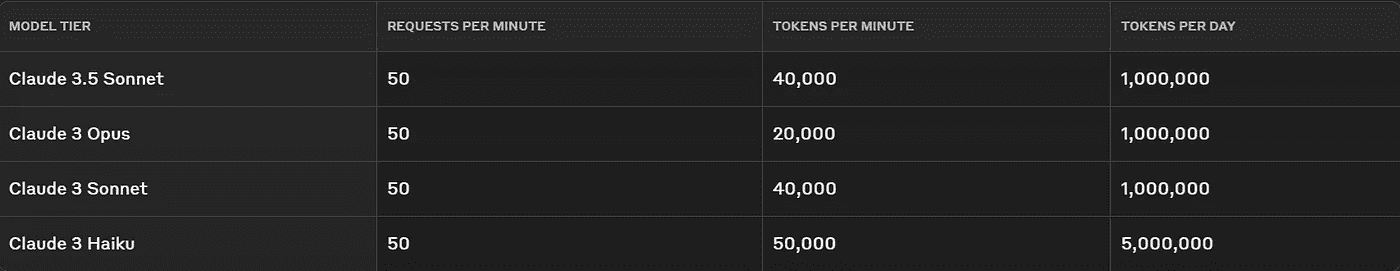 MODEL TIER REQUESTS PER MINUTE TOKENS PER MINUTE TOKENS PER DAY
Claude 3.5 Sonnet 50 40,000 1,000,000
Claude 3 Opus 50 20,000 1,000,000
Claude 3 Sonnet 50 40,000 1,000,000
Claude 3 Haiku 50 50,000 5,000,000